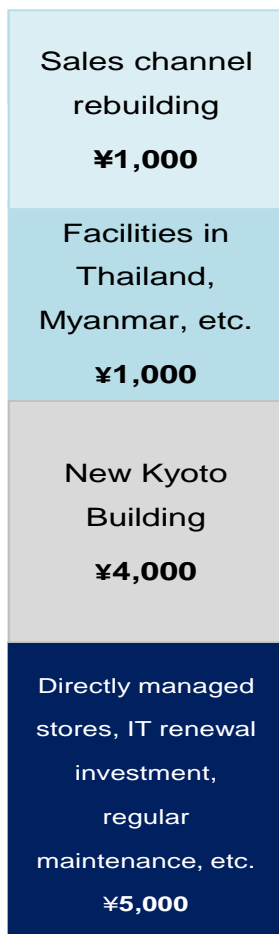 Sales channel
rebuilding
¥1,000
Facilities in
Thailand,
Myanmar, etc.
¥1,000
New Kyoto
Building
¥4,000
Directly managed
stores, IT renewal
investment,
regular
maintenance, etc.
¥5,000